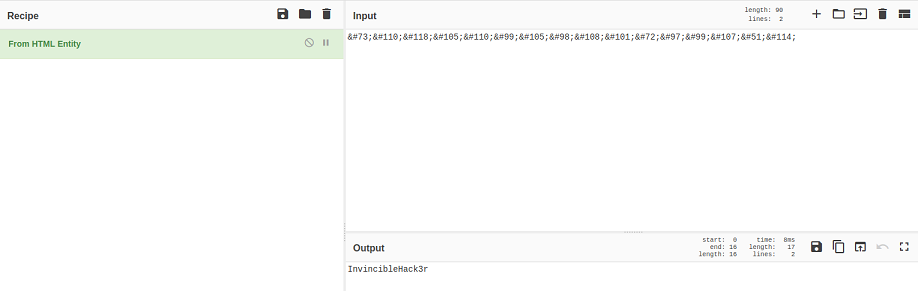 Recipe
From HTML Entity
Input
length: 90
lines: 2
&#73;&#110;&#118;&#105;&#110;&#99;&#105;&#98;&#108;&#101;&#72;&#97;&#99;&#107;&#51;&#114;
Output
start: 0
end: 16
length: 16
time: 8ms
length: 17
lines: 2
InvincibleHack3r